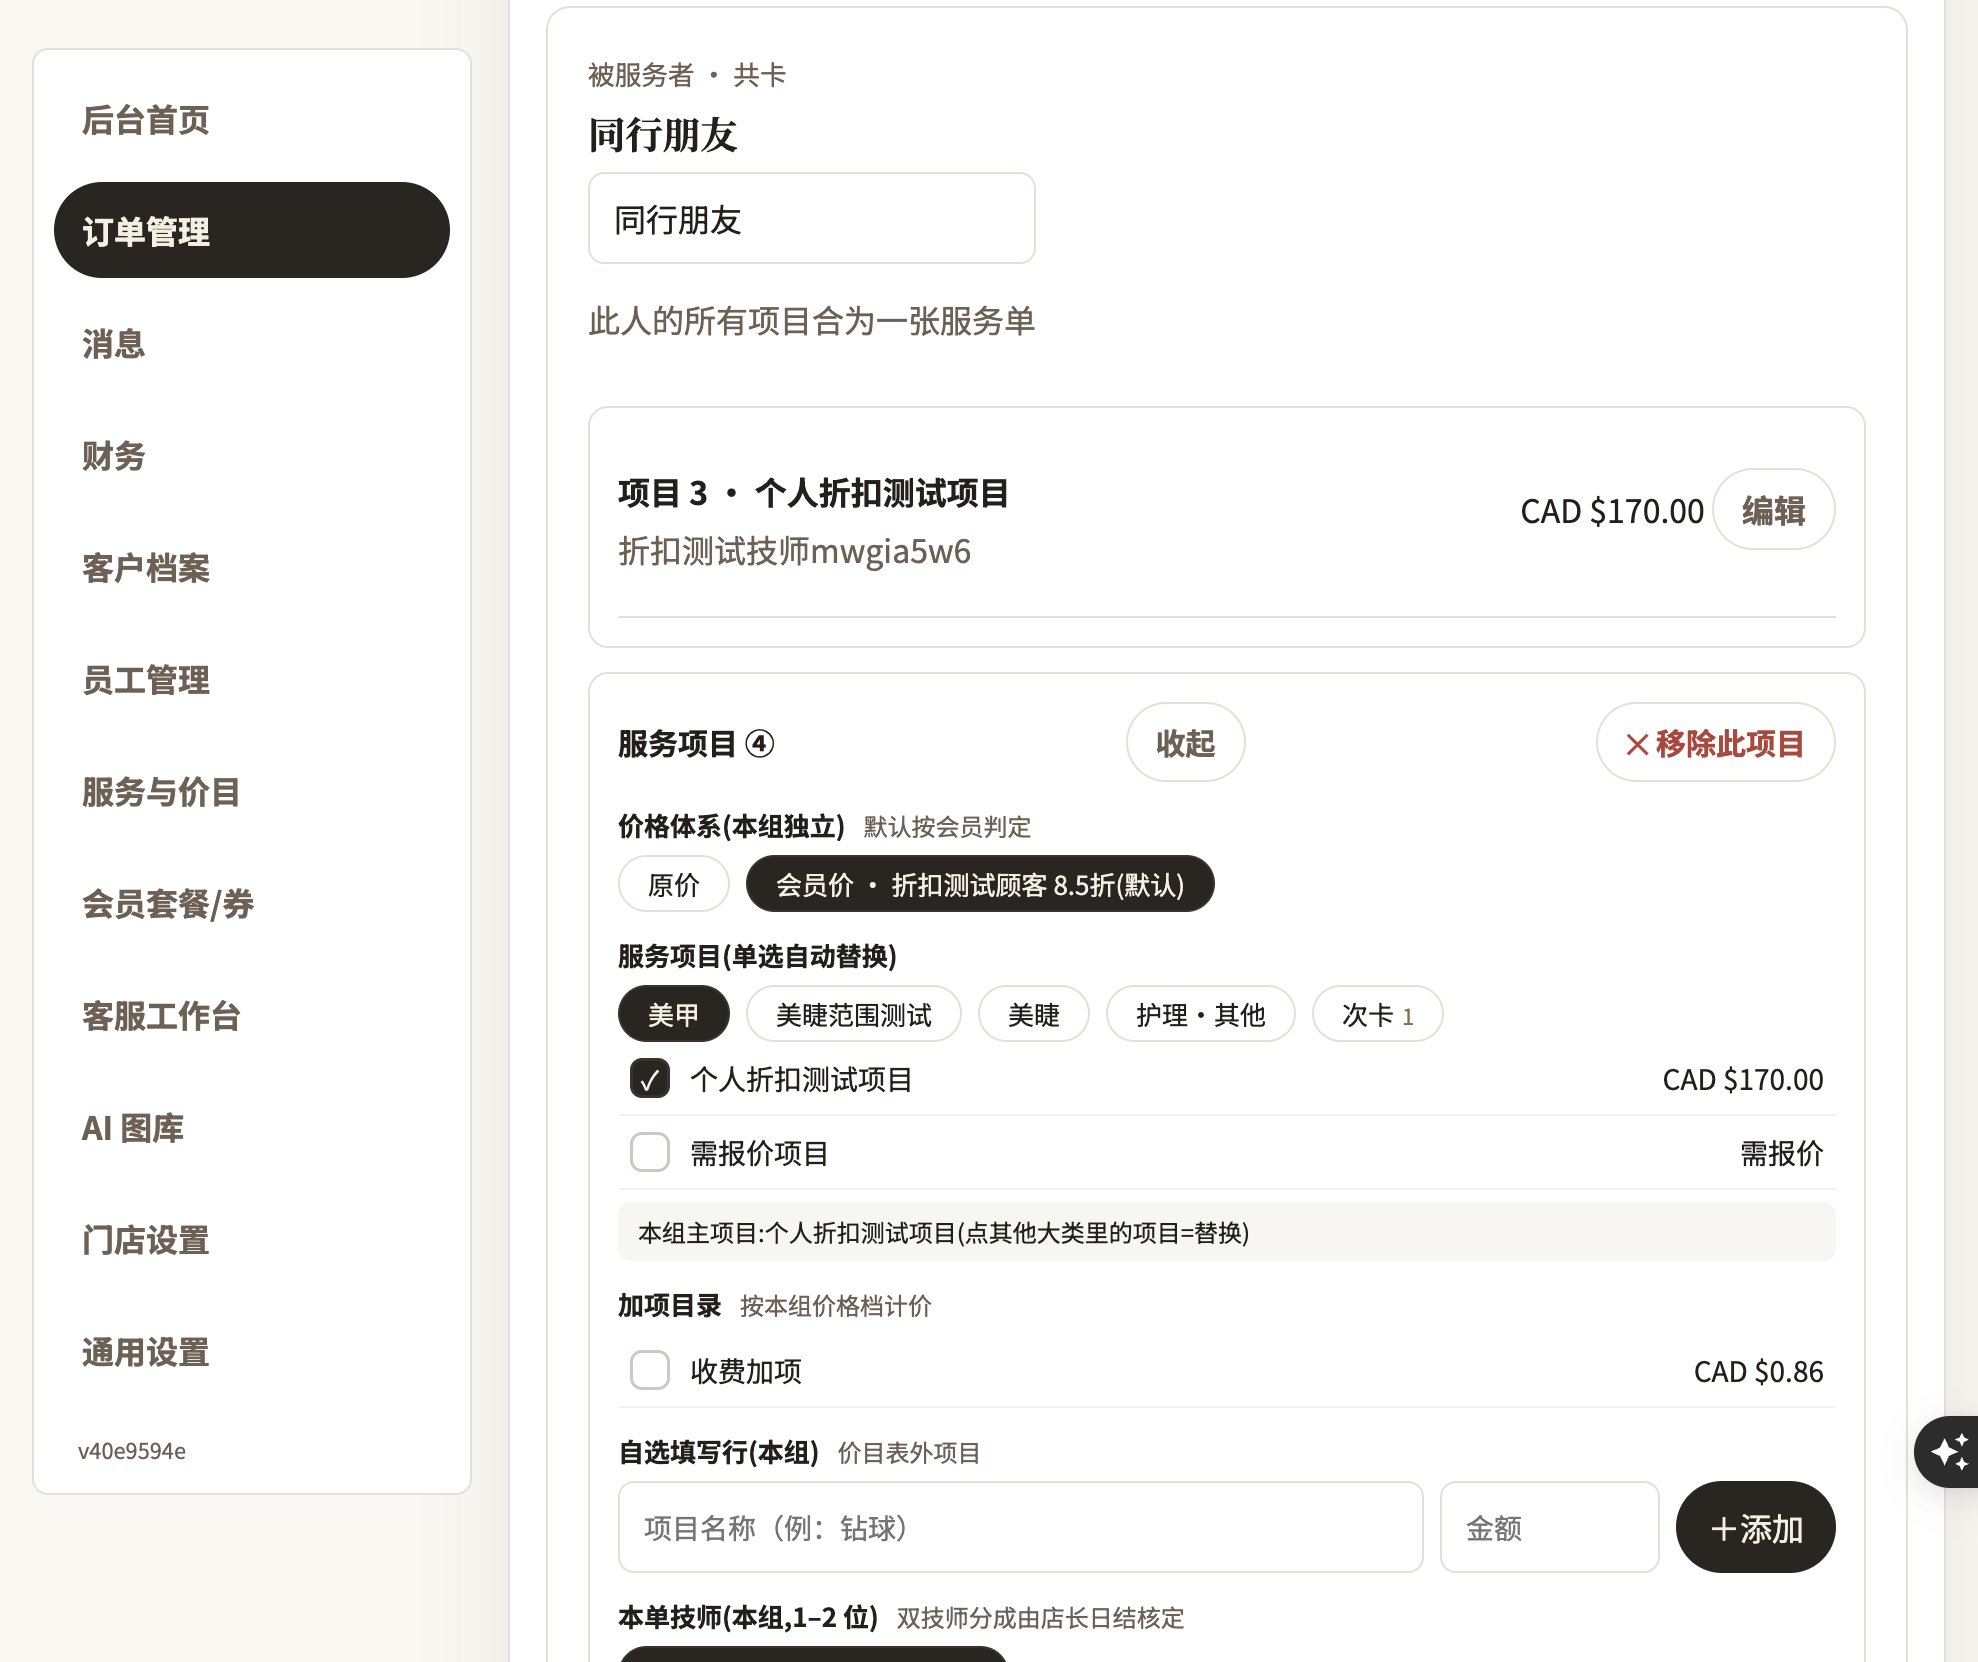 后台首页
订单管理
消息
财务
客户档案
员工管理
服务与价目
会员套餐/券
客服工作台
AI 图库
门店设置
通用设置
v40e9594e
被服务者 · 共卡
同行朋友
同行朋友
此人的所有项目合为一张服务单
项目 3 · 个人折扣测试项目
折扣测试技师mwgia5w6
CAD $170.00 编辑
服务项目 ④ 收起 ×移除此项目
价格体系(本组独立) 默认按会员判定
原价 会员价 · 折扣测试顾客 8.5折(默认)
服务项目(单选自动替换)
美甲 美睫范围测试 美睫 护理·其他 次卡 1
✓ 个人折扣测试项目 CAD $170.00
需报价项目 需报价
本组主项目:个人折扣测试项目(点其他大类里的项目=替换)
加项目录 按本组价格档计价
收费加项 CAD $0.86
自选填写行(本组) 价目表外项目
项目名称（例：钻球） 金额 ＋添加
本单技师(本组,1–2 位) 双技师分成由店长日结核定